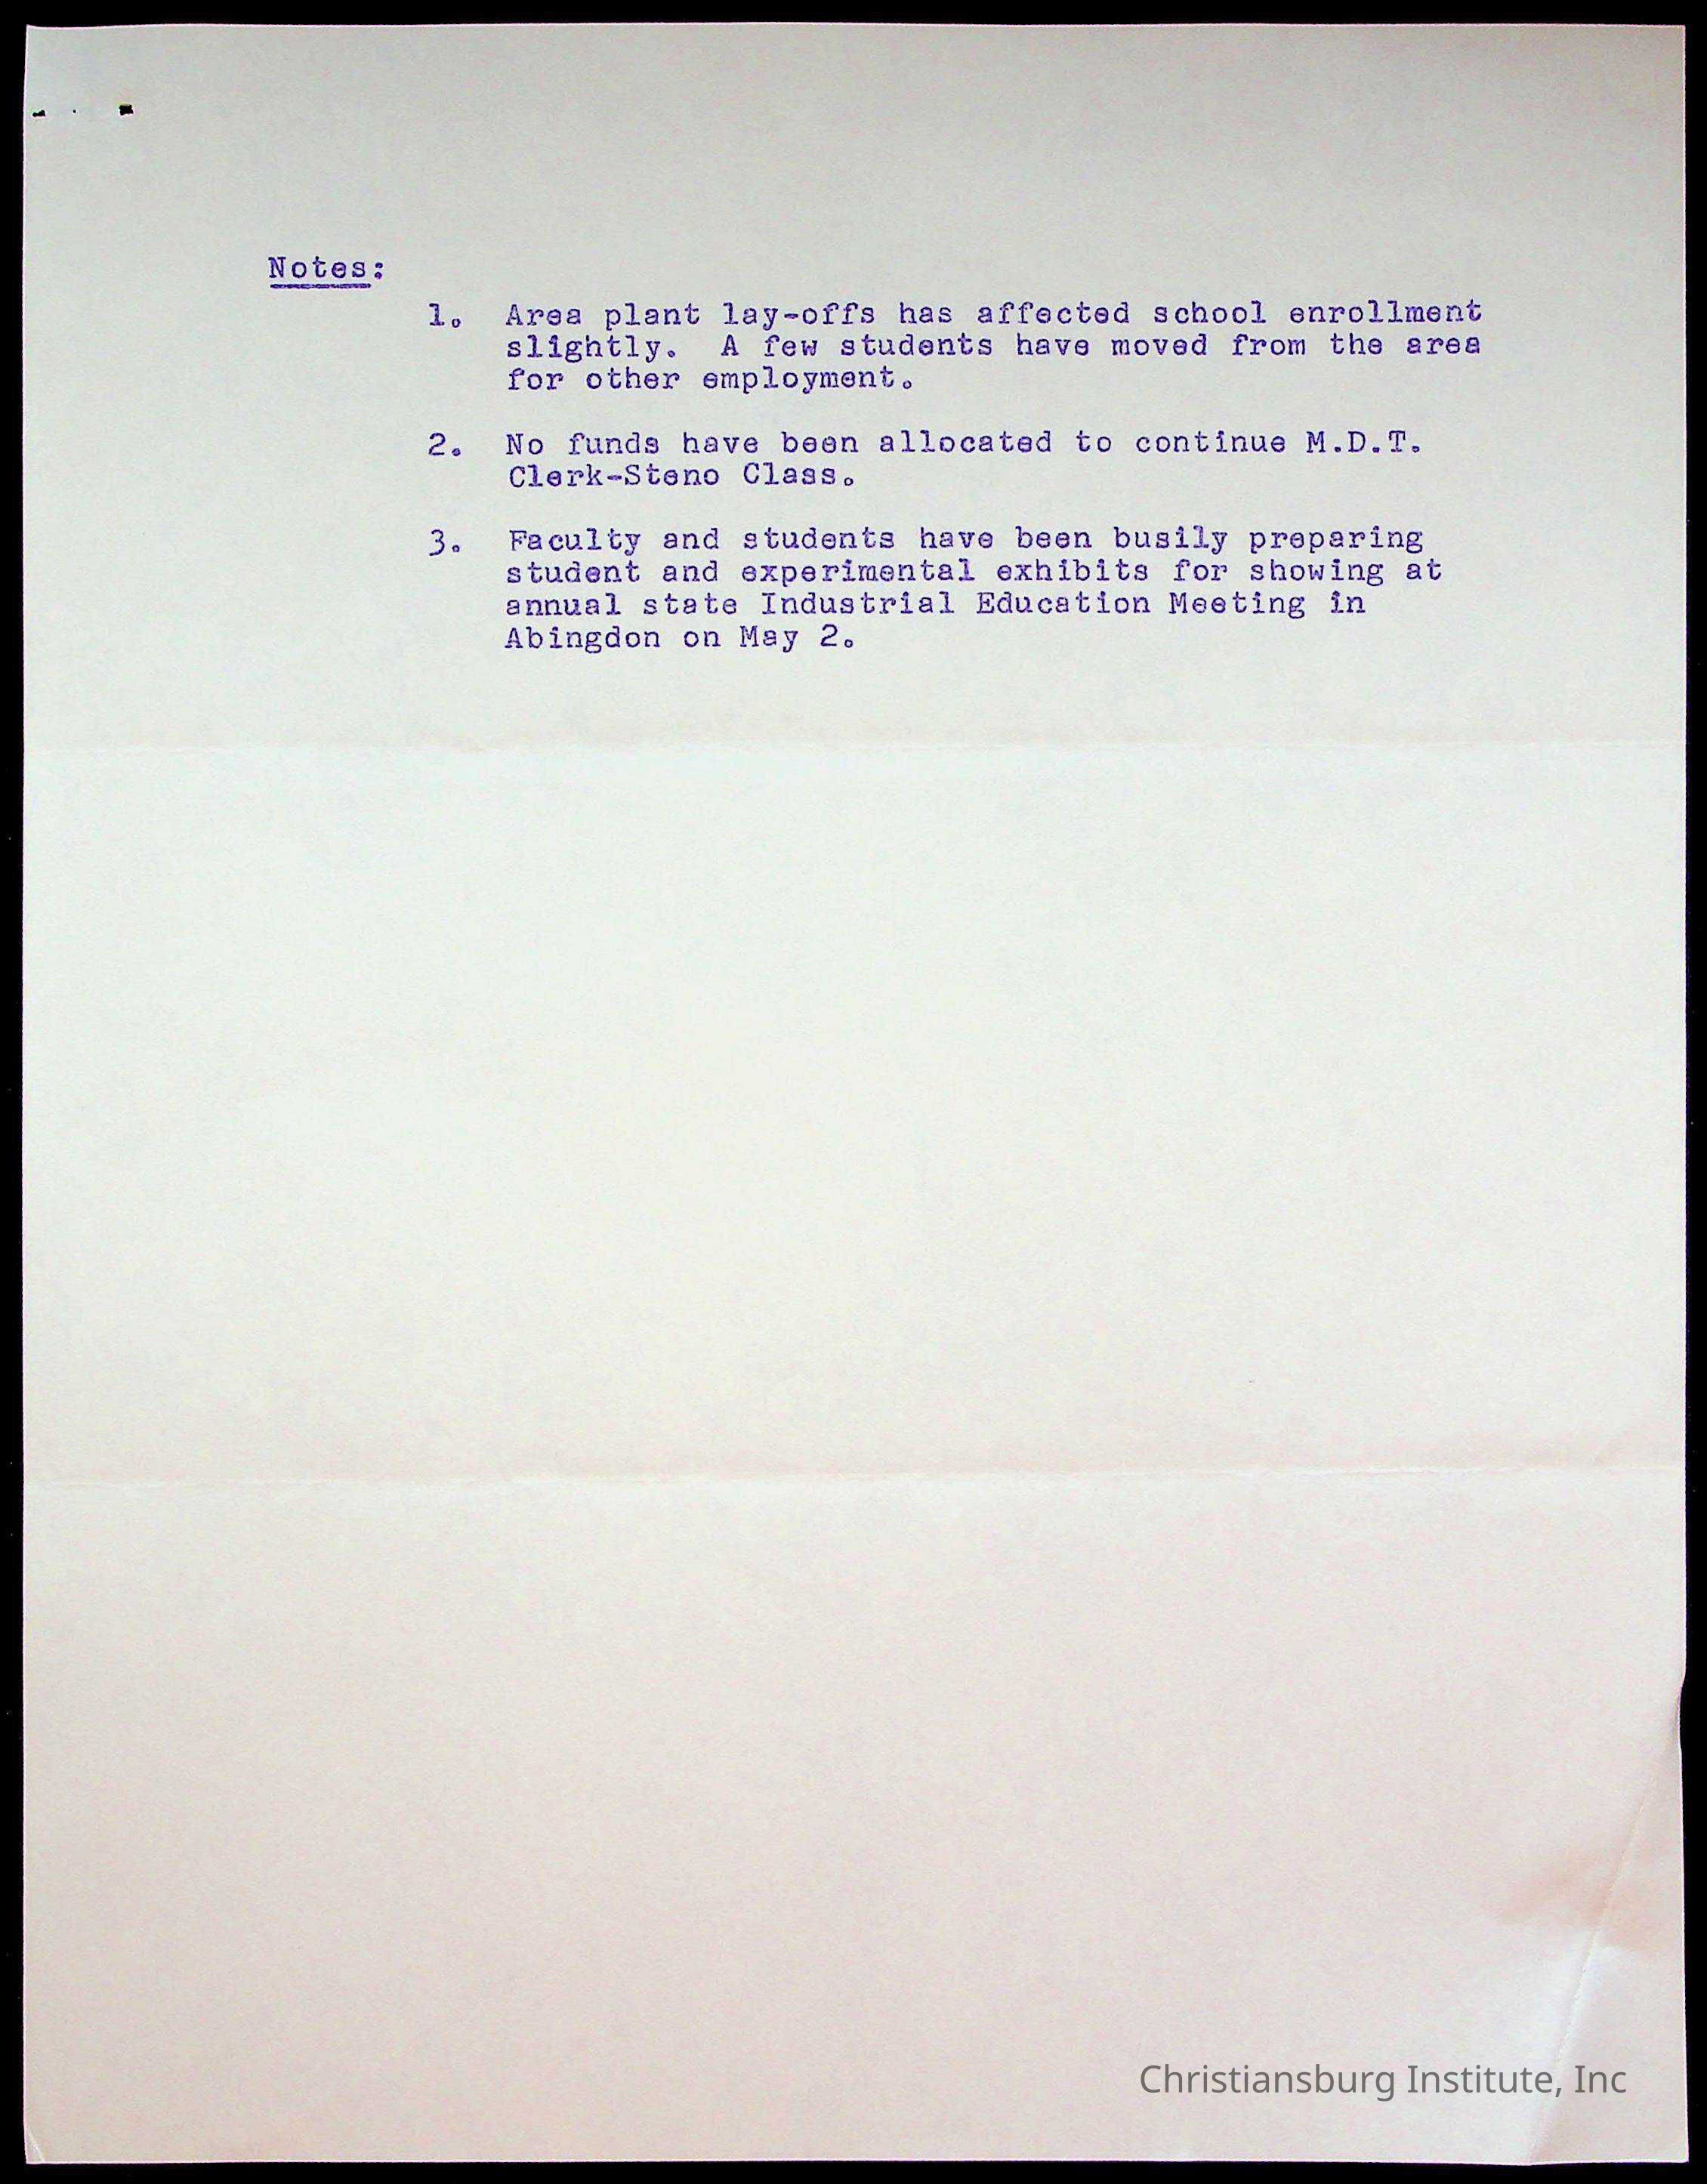 Notes:
1. Area plant lay-offs has affected school enrollment
slightly. A few students have moved from the area
for other employment.
2. No funds have been allocated to continue M.D.T.
Clerk-Steno Class.
3. Faculty and students have been busily preparing
student and experimental exhibits for showing at
annual state Industrial Education Meeting in
Abingdon on May 2.
Christiansburg Institute, Inc